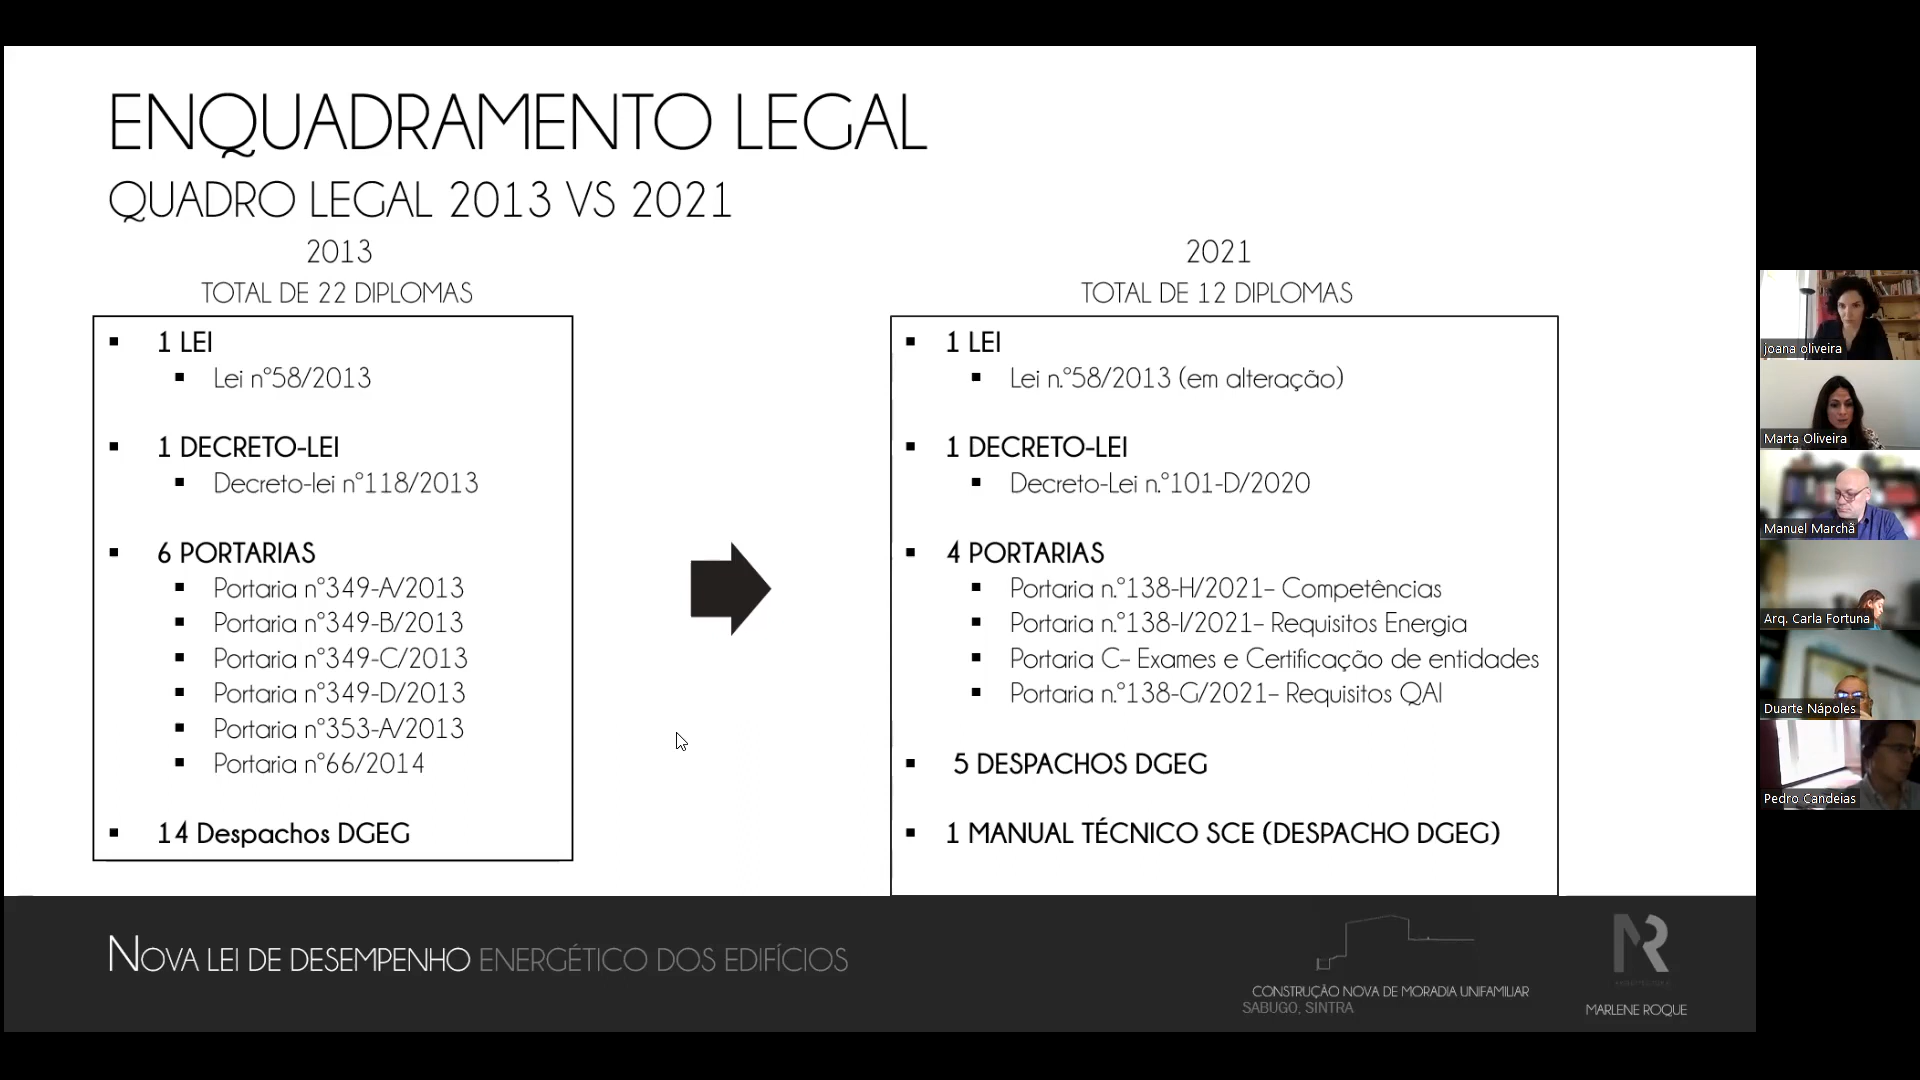 ENQUADRAMENTO LEGAL
QUADRO LEGAL 2013 VS 2021
2013
TOTAL DE 22 DIPLOMAS
1 LEI
Lei nº58/2013
1 DECRETO-LEI
Decreto-lei nº118/2013
6 PORTARIAS
Portaria nº349-A/2013
Portaria nº349-B/2013
Portaria nº349-C/2013
Portaria nº349-D/2013
Portaria nº353-A/2013
Portaria nº66/2014
14 Despachos DGEG
2021
TOTAL DE 12 DIPLOMAS
1 LEI
Lei n.º58/2013 (em alteração)
1 DECRETO-LEI
Decreto-Lei n.º101-D/2020
4 PORTARIAS
Portaria n.º138-H/2021– Competências
Portaria n.º138-I/2021– Requisitos Energia
Portaria C– Exames e Certificação de entidades
Portaria n.º138-G/2021– Requisitos QAI
5 DESPACHOS DGEG
1 MANUAL TÉCNICO SCE (DESPACHO DGEG)
NOVA LEI DE DESEMPENHO ENERGÉTICO DOS EDIFÍCIOS
CONSTRUÇÃO NOVA DE MORADIA UNIFAMILIAR
SABUGO, SINTRA
MR
MARLENE ROQUE
joana oliveira
Marta Oliveira
Manuel Marchã
Arq. Carla Fortuna
Duarte Nápoles
Pedro Candeias